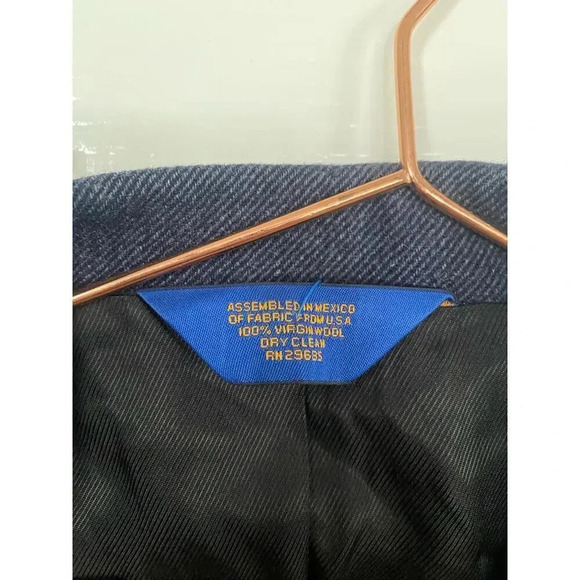 ASSEMBLED IN MEXICO
OF FABRIC FROM U.S.A
100% VIRGIN WOOL
DRY CLEAN
RN 29685